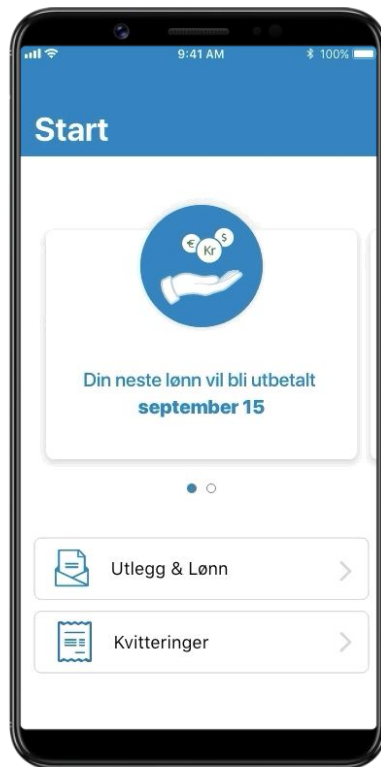 9:41 AM
100%
Start
€
Kr
$
Din neste lønn vil bli utbetalt
september 15
Utlegg & Lønn
Kvitteringer